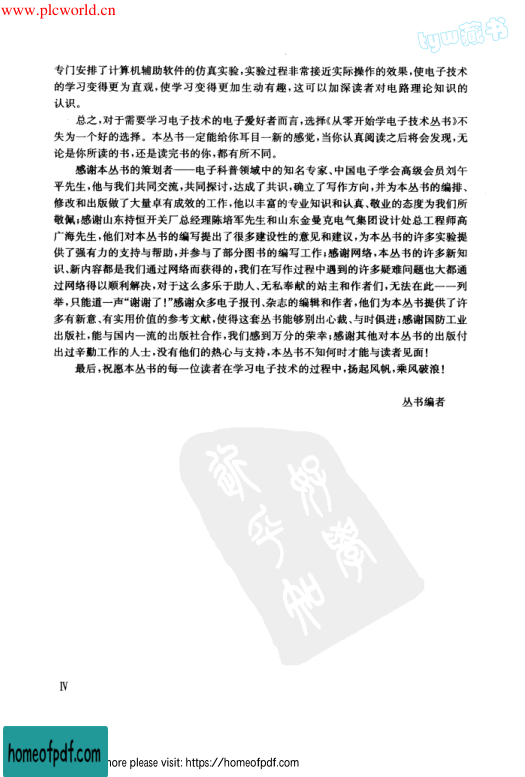 www.plcworld.cn
tyw藏书
专门安排了计算机辅助软件的仿真实验,实验过程非常接近实际操作的效果,使电子技术
的学习变得更为直观,使学习变得更加生动有趣,这可以加深读者对电路理论知识的
认识。
总之,对于需要学习电子技术的电子爱好者而言,选择《从零开始学电子技术丛书》不
失为一个好的选择。本丛书一定能给你耳目一新的感觉,当你认真阅读之后将会发现,无
论是你所读的书,还是读完书的你,都有所不同。
感谢本丛书的策划者——电子科普领域中的知名专家、中国电子学会高级会员刘午
平先生,他与我们共同交流,共同探讨,达成了共识,确立了写作方向,并为本丛书的编排、
修改和出版做了大量卓有成效的工作,他以丰富的专业知识和认真、敬业的态度为我们所
敬佩;感谢山东持恒开关厂总经理陈培军先生和山东金曼克电气集团设计处总工程师高
广海先生,他们对本丛书的编写提出了很多建设性的意见和建议,为本丛书的许多实验提
供了强有力的支持与帮助,并参与了部分图书的编写工作;感谢网络,本丛书的许多新知
识、新内容都是我们通过网络而获得的,我们在写作过程中遇到的许多疑难问题也大都通
过网络得以顺利解决,对于这么多乐于助人、无私奉献的站主和作者们,无法在此一一列
举,只能道一声“谢谢了!”感谢众多电子报刊、杂志的编辑和作者,他们为本丛书提供了许
多有新意、有实用价值的参考文献,使得这套丛书能够别出心裁、与时俱进;感谢国防工业
出版社,能与国内一流的出版社合作,我们感到万分的荣幸;感谢其他对本丛书的出版付
出过辛勤工作的人士,没有他们的热心与支持,本丛书不知何时才能与读者见面!
最后,祝愿本丛书的每一位读者在学习电子技术的过程中,扬起风帆,乘风破浪!
丛书编者
IV
homeofpdf.com
more please visit: https://homeofpdf.com